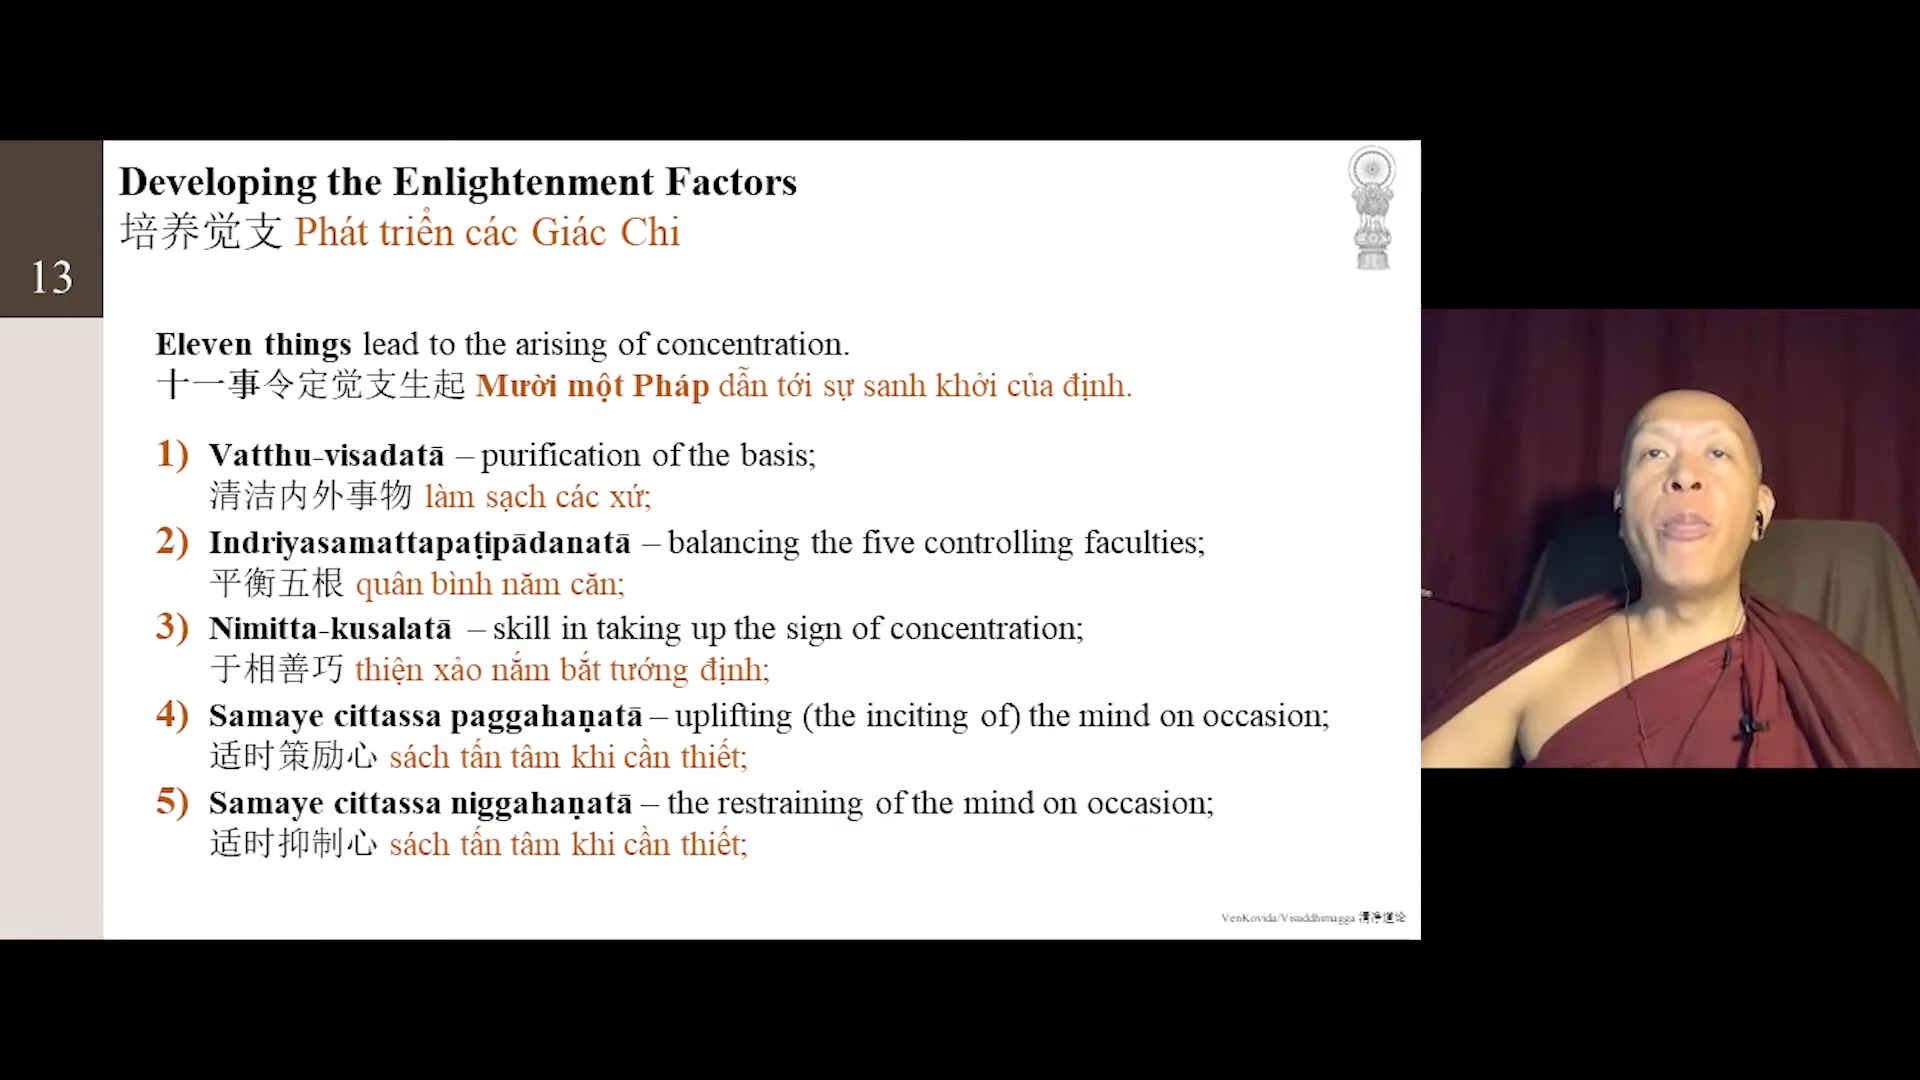 13
Developing the Enlightenment Factors
培养觉支 Phát triển các Giác Chi
Eleven things lead to the arising of concentration.
十一事令定觉支生起 Mười một Pháp dẫn tới sự sanh khởi của định.
1) Vatthu-visadatā – purification of the basis;
清洁内外事物 làm sạch các xứ;
2) Indriyasamattapaṭipādanatā – balancing the five controlling faculties;
平衡五根 quân bình năm căn;
3) Nimitta-kusalatā – skill in taking up the sign of concentration;
于相善巧 thiện xảo nắm bắt tướng định;
4) Samaye cittassa paggahaṇatā – uplifting (the inciting of) the mind on occasion;
适时策励心 sách tấn tâm khi cần thiết;
5) Samaye cittassa niggahaṇatā – the restraining of the mind on occasion;
适时抑制心 sách tấn tâm khi cần thiết;
VenKovida/Visuddhimagga 清净道论